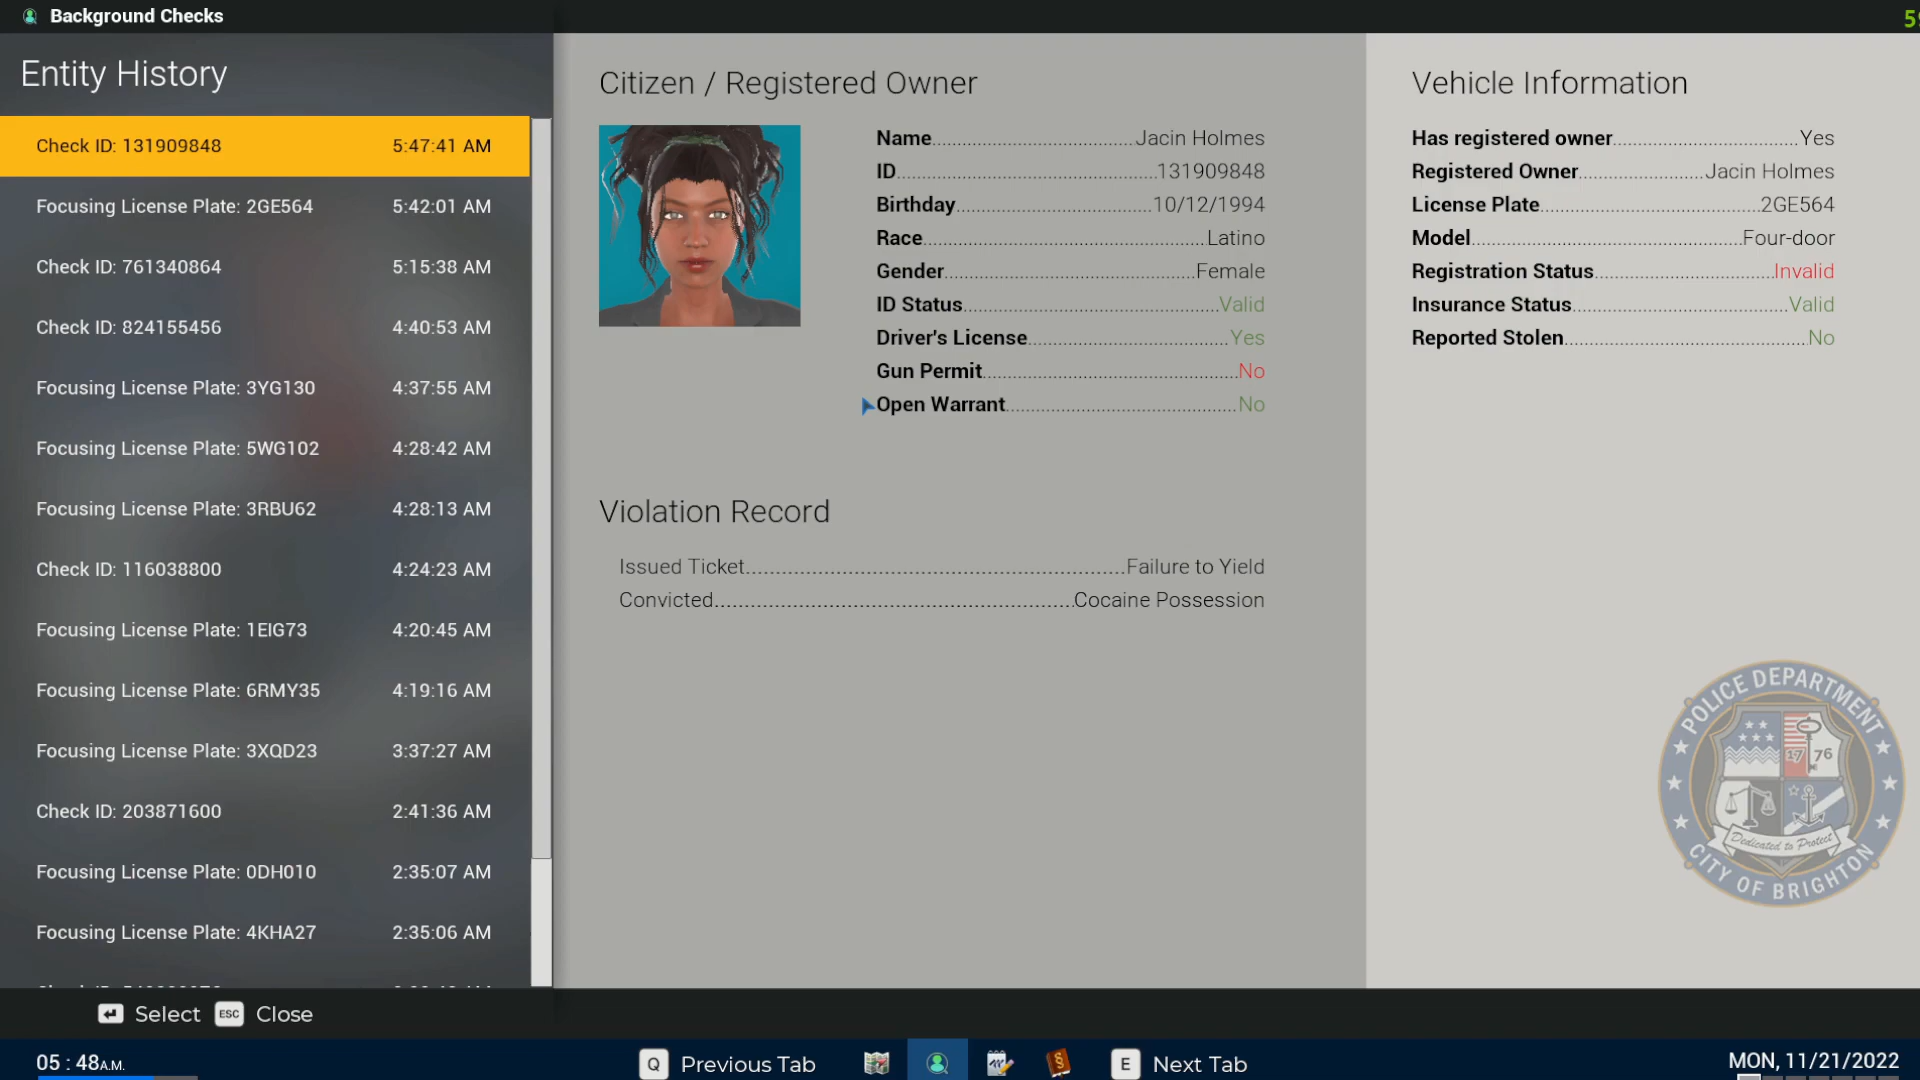 Background Checks
Entity History
Check ID: 131909848 5:47:41 AM
Focusing License Plate: 2GE564 5:42:01 AM
Check ID: 761340864 5:15:38 AM
Check ID: 824155456 4:40:53 AM
Focusing License Plate: 3YG130 4:37:55 AM
Focusing License Plate: 5WG102 4:28:42 AM
Focusing License Plate: 3RBU62 4:28:13 AM
Check ID: 116038800 4:24:23 AM
Focusing License Plate: 1EIG73 4:20:45 AM
Focusing License Plate: 6RMY35 4:19:16 AM
Focusing License Plate: 3XQD23 3:37:27 AM
Check ID: 203871600 2:41:36 AM
Focusing License Plate: 0DH010 2:35:07 AM
Focusing License Plate: 4KHA27 2:35:06 AM
Citizen / Registered Owner
Name Jacin Holmes
ID 131909848
Birthday 10/12/1994
Race Latino
Gender Female
ID Status Valid
Driver's License Yes
Gun Permit No
Open Warrant No
Violation Record
Issued Ticket Failure to Yield
Convicted Cocaine Possession
Vehicle Information
Has registered owner Yes
Registered Owner Jacin Holmes
License Plate 2GE564
Model Four-door
Registration Status Invalid
Insurance Status Valid
Reported Stolen No
POLICE DEPARTMENT
17 76
Dedicated to Protect
CITY OF BRIGHTON
Select ESC Close
05 : 48 A.M.
Q Previous Tab
E Next Tab
MON, 11/21/2022